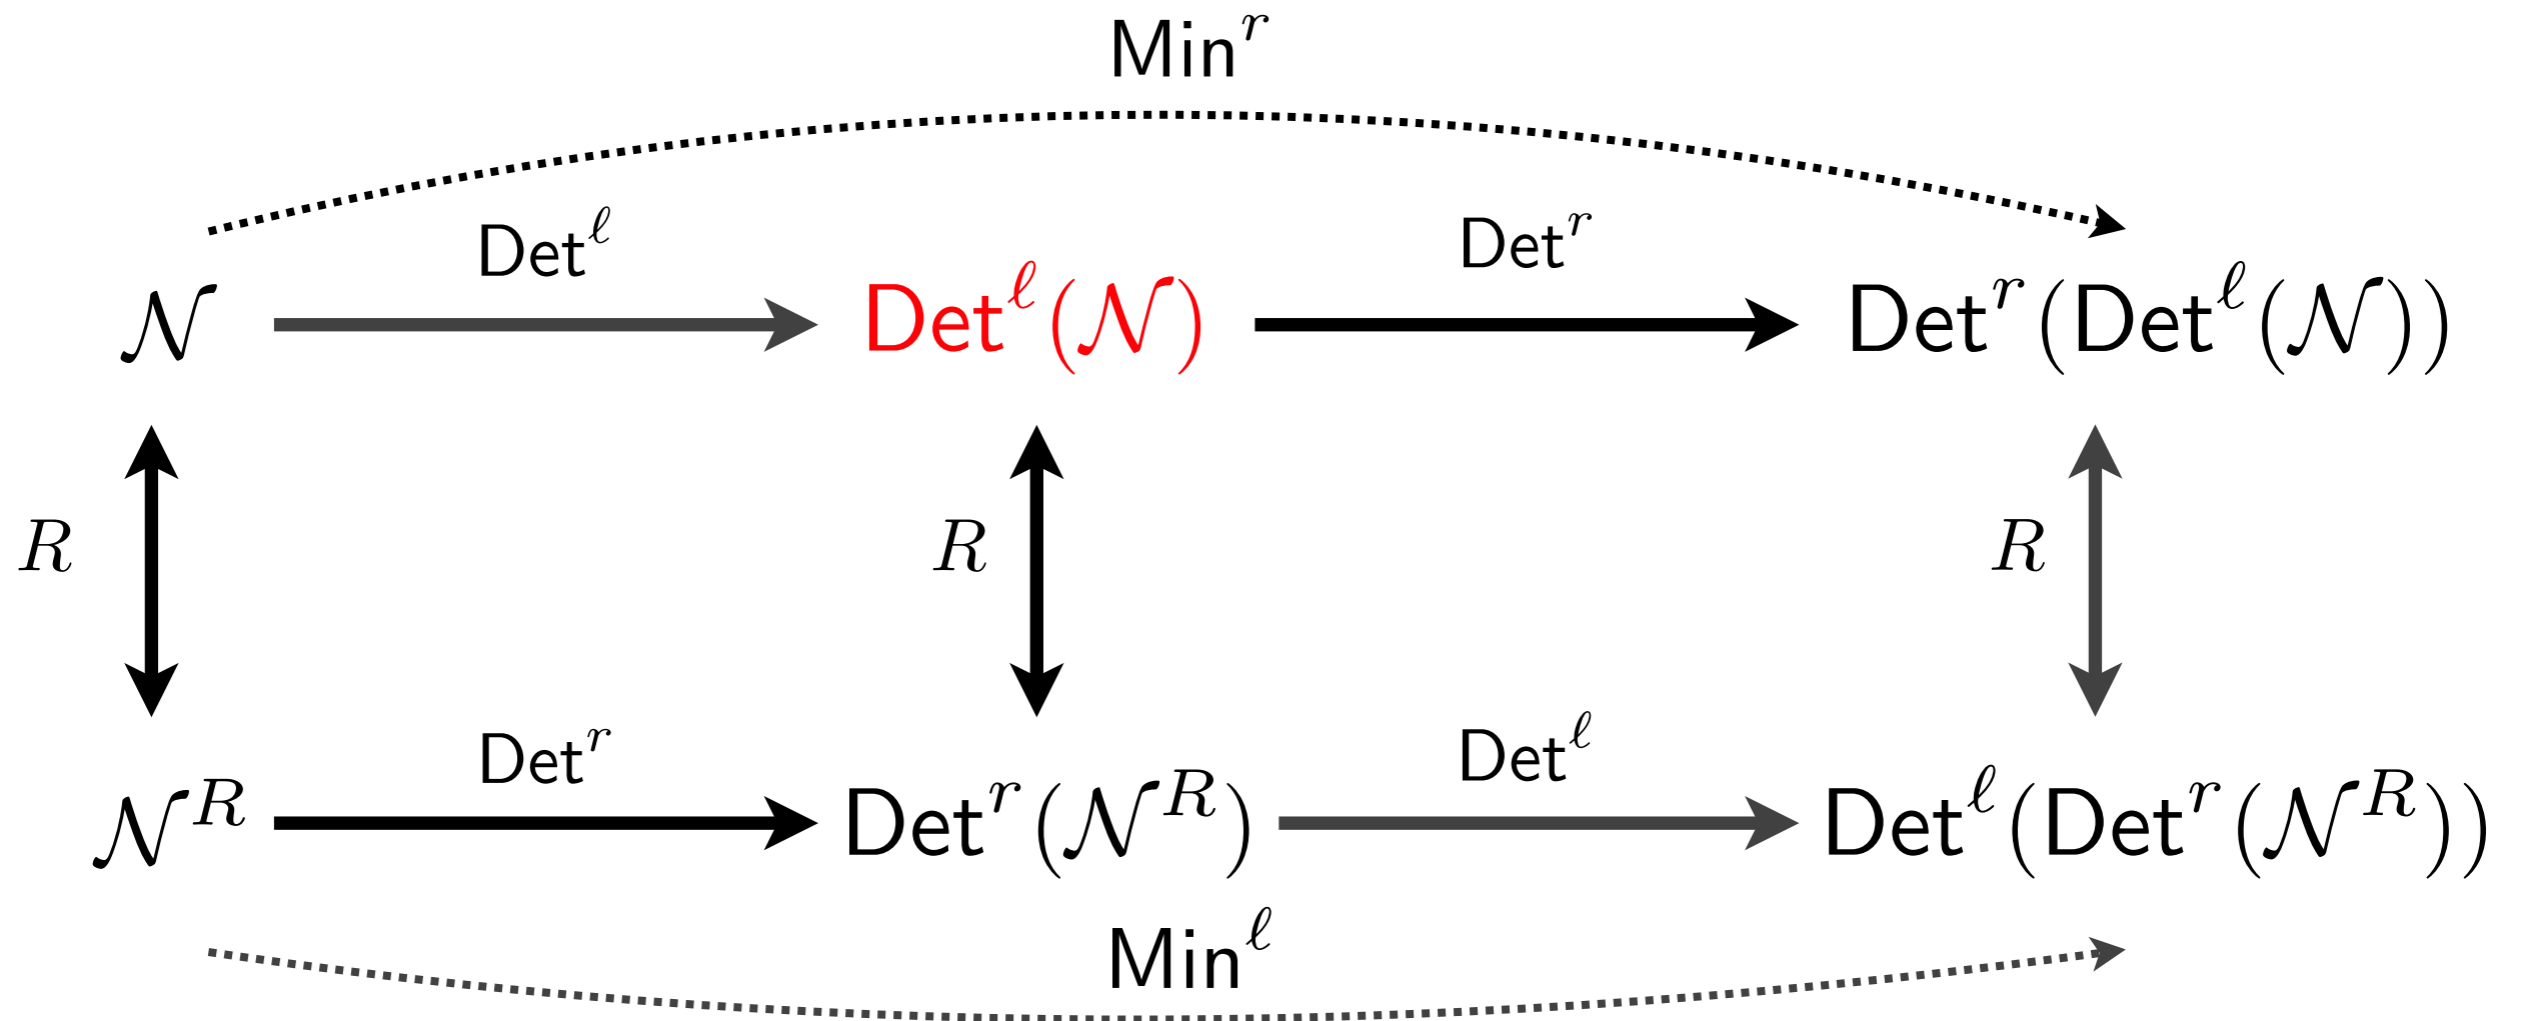 Min^r
Det^ℓ Det^r
𝒩 Det^ℓ(𝒩) Det^r(Det^ℓ(𝒩))
R R R
Det^r Det^ℓ
𝒩^R Det^r(𝒩^R) Det^ℓ(Det^r(𝒩^R))
Min^ℓ